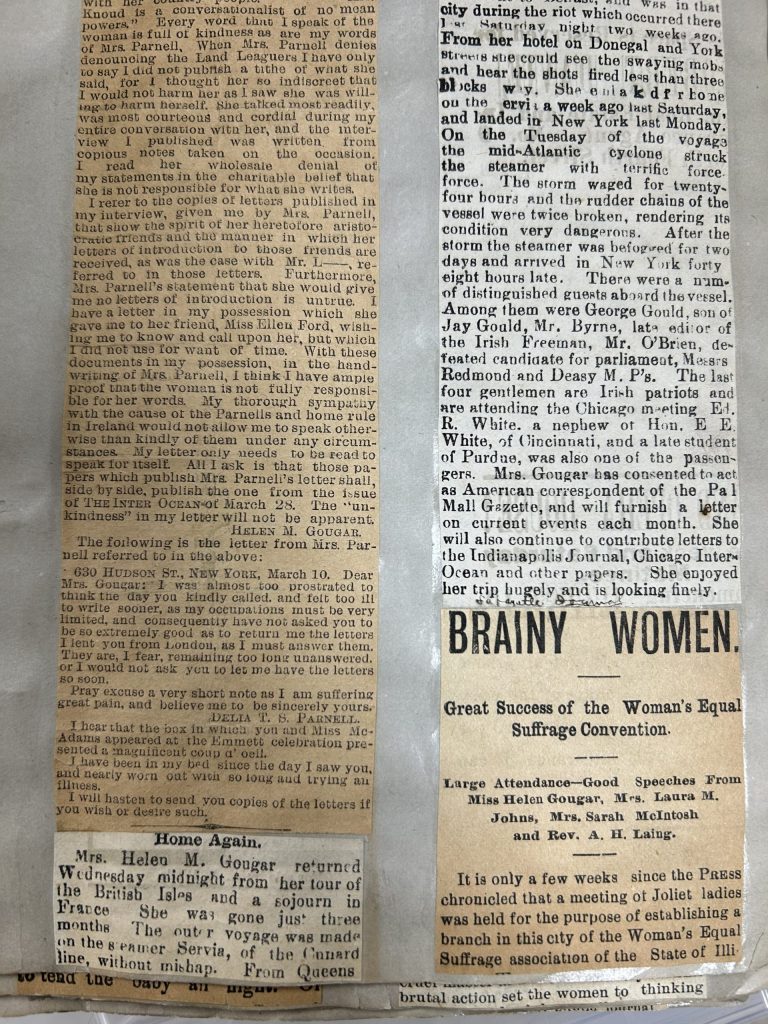 with her country people.
Knoud is a conversationalist of no mean
powers." Every word that I speak of the
woman is full of kindness as are my words
of Mrs. Parnell. When Mrs. Parnell denies
denouncing the Land Leaguers I have only
to say I did not publish a tithe of what she
said, for I thought her so indiscreet that
I would not harm her as I saw she was will-
ing to harm herself. She talked most readily,
was most courteous and cordial during my
entire conversation with her, and the inter-
view I published was written from
copious notes taken on the occasion.
I read her wholesale denial of
my statements in the charitable belief that
she is not responsible for what she writes.
I refer to the copies of letters published in
my interview, given me by Mrs. Parnell,
that show the spirit of her heretofore aristo-
cratic friends and the manner in which her
letters of introduction to those friends are
received, as was the case with Mr. L—, re-
ferred to in those letters. Furthermore,
Mrs. Parnell's statement that she would give
me no letters of introduction is untrue. I
have a letter in my possession which she
gave me to her friend, Miss Ellen Ford, wish-
ing me to know and call upon her, but which
I did not use for want of time. With these
documents in my possession, in the hand-
writing of Mrs. Parnell, I think I have ample
proof that the woman is not fully responsi-
ble for her words. My thorough sympathy
with the cause of the Parnells and home rule
in Ireland would not allow me to speak other-
wise than kindly of them under any circum-
stances. My letter only needs to be read to
speak for itself. All I ask is that those pa-
pers which publish Mrs. Parnell's letter shall,
side by side, publish the one from the issue
of THE INTER OCEAN of March 28. The "un-
kindness" in my letter will not be apparent.
HELEN M. GOUGAR.
The following is the letter from Mrs. Par-
nell referred to in the above:
630 HUDSON ST., NEW YORK, March 10. Dear
Mrs. Gougar: I was almost too prostrated to
think the day you kindly called, and felt too ill
to write sooner, as my occupations must be very
limited, and consequently have not asked you to
be so extremely good as to return me the letters
I lent you from London, as I must answer them.
They are, I fear, remaining too long unanswered,
or I would not ask you to let me have the letters
so soon.
Pray excuse a very short note as I am suffering
great pain, and believe me to be sincerely yours.
DELIA T. S. PARNELL.
I hear that the box in which you and Miss Mc-
Adams appeared at the Emmett celebration pre-
sented a magnificent coup d' oeil.
I have been in my bed since the day I saw you,
and nearly worn out with so long and trying an
illness.
I will hasten to send you copies of the letters if
you wish or desire such.
Home Again.
Mrs. Helen M. Gougar returned
Wednesday midnight from her tour of
the British Isles and a sojourn in
France She was gone just three
months The outer voyage was made
on the steamer Servia, of the Cunard
line, without mishap. From Queens
to tend the baby all night. Of
to Belfast, and was in that
city during the riot which occurred there
last Saturday night two weeks ago.
From her hotel on Donegal and York
streets she could see the swaying mobs
and hear the shots fired less than three
blocks way. She
on the ervia a week ago last Saturday,
and landed in New York last Monday.
On the Tuesday of the voyage
the mid-Atlantic cyclone struck
the steamer with terrific force.
force. The storm waged for twenty-
four hours and the rudder chains of the
vessel were twice broken, rendering its
condition very dangerous. After the
storm the steamer was befogged for two
days and arrived in New York forty
eight hours late. There were a num-
of distinguished guests aboard the vessel.
Among them were George Gould, son of
Jay Gould, Mr. Byrne, late editor of
the Irish Freeman, Mr. O'Brien, de-
feated candidate for parliament, Messrs
Redmond and Deasy M. P's. The last
four gentlemen are Irish patriots and
are attending the Chicago meeting Ed.
R. White. a nephew of Hon. E E.
White, of Cincinnati, and a late student
of Purdue, was also one of the passen-
gers. Mrs. Gougar has consented to act
as American correspondent of the Pal
Mall Gazette, and will furnish a letter
on current events each month. She
will also continue to contribute letters to
the Indianapolis Journal, Chicago Inter-
Ocean and other papers. She enjoyed
her trip hugely and is looking finely.
BRAINY WOMEN.
Great Success of the Woman's Equal
Suffrage Convention.
Large Attendance—Good Speeches From
Miss Helen Gougar, Mrs. Laura M.
Johns, Mrs. Sarah McIntosh
and Rev. A. H. Laing.
It is only a few weeks since the PRESS
chronicled that a meeting of Joliet ladies
was held for the purpose of establishing a
branch in this city of the Woman's Equal
Suffrage association of the State of Illi-
cruel
brutal action set the women to thinking